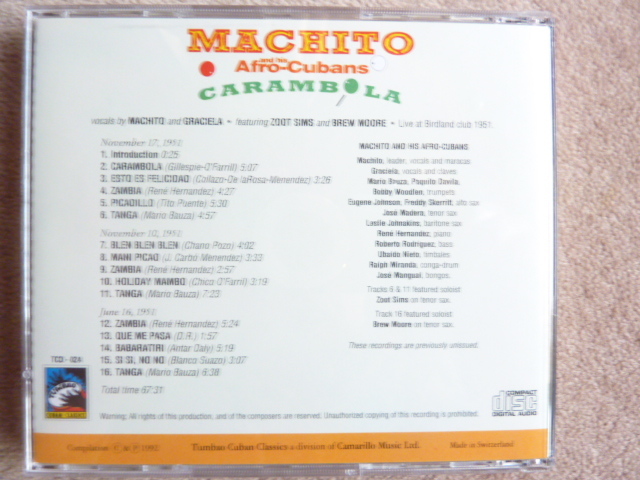 MACHITO
and his
Afro-Cubans
CARAMBOLA
vocals by MACHITO and GRACIELA - featuring ZOOT SIMS and BREW MOORE - Live at Birdland club 1951.
November 17, 1951
1. Introduction 0:25
2. CARAMBOLA (Gillespie-O'Farrill) 5:07
3. ESTO ES FELICIDAD (Collazo-De laRosa-Menendez) 3:26
4. ZAMBIA (René Hernandez) 4:27
5. PICADILLO (Tito Puente) 5:30
6. TANGA (Mario Bauza) 4:57
November 10, 1951
7. BLEN BLEN BLEN (Chano Pozo) 4:02
8. MANI PICAO (J. Carbó Menendez) 3:33
9. ZAMBIA (René Hernandez) 2:57
10. HOLIDAY MAMBO (Chico O'Farrill) 3:19
11. TANGA (Mario Bauza) 7:23
June 16, 1951
12. ZAMBIA (René Hernandez) 5:24
13. QUE ME PASA (D.R.) 1:57
14. BABARATIRI (Antar Daly) 5:19
15. SI SI, NO NO (Blanco Suazo) 3:07
16. TANGA (Mario Bauza) 6:38
Total time 67:31
MACHITO AND HIS AFRO-CUBANS
Machito, leader, vocals and maracas
Graciela, vocals and claves
Mario Bauza, Paquito Davila,
Bobby Woodlen, trumpets
Eugene Johnson, Freddy Skerritt, alto sax
José Madera, tenor sax
Leslie Johnakins, baritone sax
René Hernandez, piano
Roberto Rodriguez, bass
Ubaldo Nieto, timbales
Ralph Miranda, conga-drum
José Mangual, bongos.
Tracks 6 & 11 featured soloist
Zoot Sims on tenor sax.
Track 16 featured soloist
Brew Moore on tenor sax.
These recordings are previously unissued.
TCD - 024
CUBAN CLASSICS
COMPACT
disc
DIGITAL AUDIO
Warning: All rights of this production, and of the composers are reserved. Unauthorized copying of this recording is prohibited.
Compilation © & ℗ 1992
Tumbao Cuban Classics a division of Camarillo Music Ltd.
Made in Switzerland